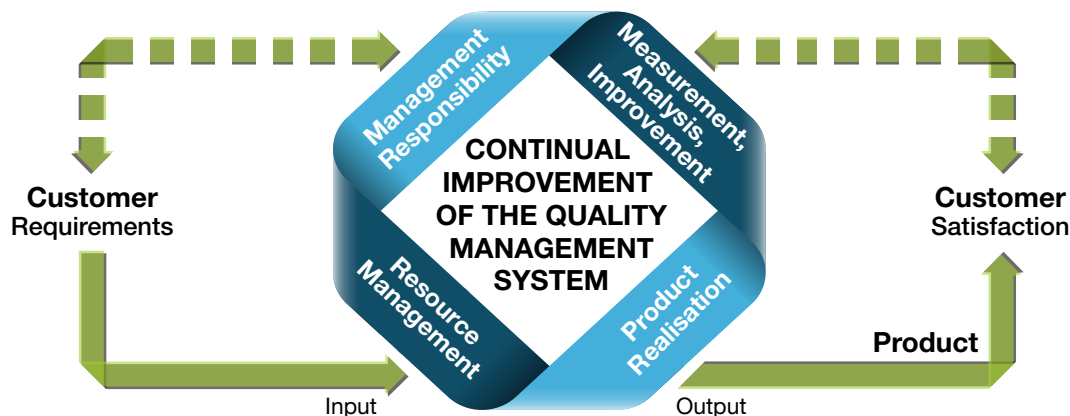 Management
Responsibility
Measurement,
Analysis,
Improvement
CONTINUAL
IMPROVEMENT
OF THE QUALITY
MANAGEMENT
SYSTEM
Customer
Requirements
Customer
Satisfaction
Resource
Management
Product
Realisation
Product
Input
Output